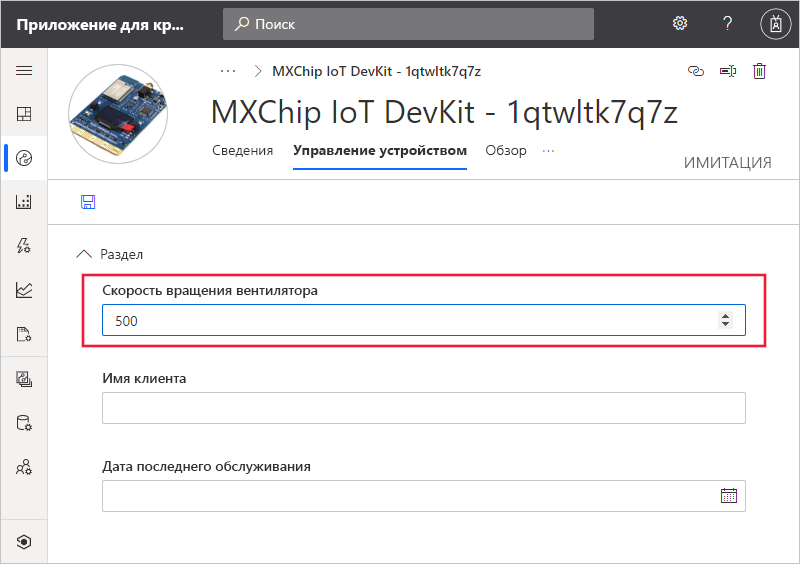 Приложение для кр...
Поиск
?
... > MXChip IoT DevKit - 1qtwltk7q7z
MXChip IoT DevKit - 1qtwltk7q7z
Сведения Управление устройством Обзор ...
ИМИТАЦИЯ
Раздел
Скорость вращения вентилятора
500
Имя клиента
Дата последнего обслуживания